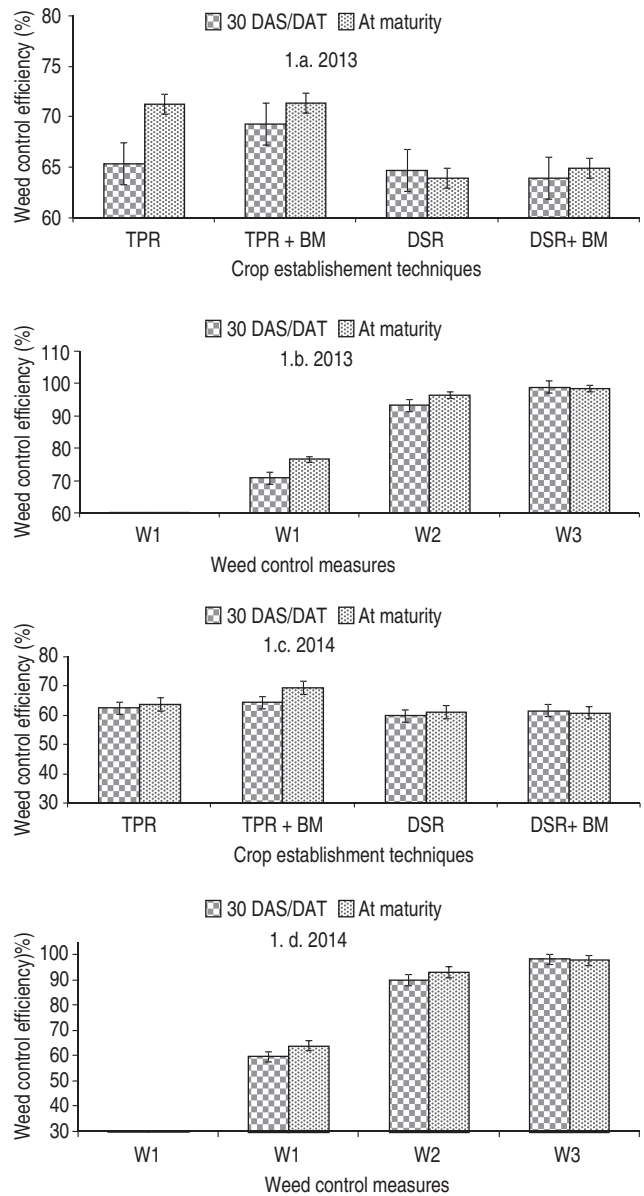 30 DAS/DAT At maturity
1.a. 2013
Weed control efficiency (%)
80
75
70
65
60
TPR TPR + BM DSR DSR+ BM
Crop establishement techniques
30 DAS/DAT At maturity
1.b. 2013
Weed control efficiency (%)
110
100
90
80
70
60
W1 W1 W2 W3
Weed control measures
30 DAS/DAT At maturity
1.c. 2014
Weed control efficiency (%)
80
70
60
50
40
30
TPR TPR + BM DSR DSR+ BM
Crop establishment techniques
30 DAS/DAT At maturity
1. d. 2014
Weed control efficiency)%)
100
90
80
70
60
50
40
30
W1 W1 W2 W3
Weed control measures